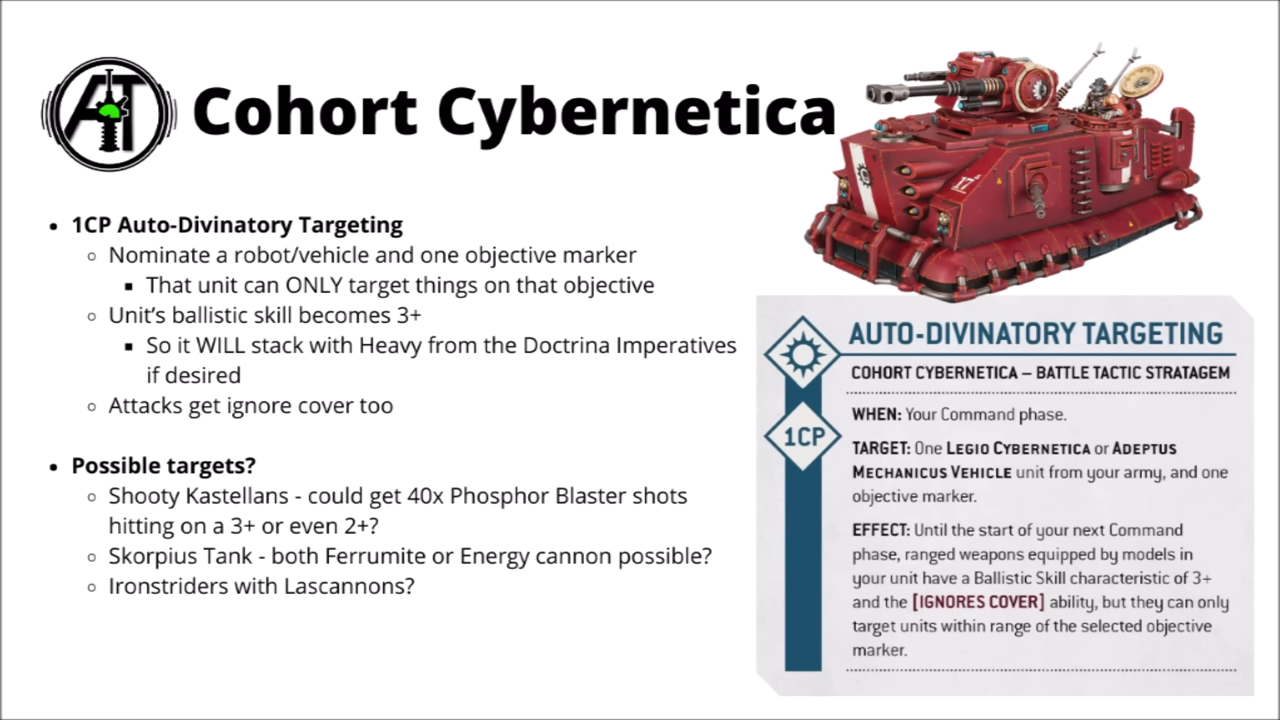 AT
Cohort Cybernetica
17
• 1CP Auto-Divinatory Targeting
○ Nominate a robot/vehicle and one objective marker
▪ That unit can ONLY target things on that objective
○ Unit's ballistic skill becomes 3+
▪ So it WILL stack with Heavy from the Doctrina Imperatives
if desired
○ Attacks get ignore cover too
• Possible targets?
○ Shooty Kastellans - could get 40x Phosphor Blaster shots
hitting on a 3+ or even 2+?
○ Skorpius Tank - both Ferrumite or Energy cannon possible?
○ Ironstriders with Lascannons?
AUTO-DIVINATORY TARGETING
COHORT CYBERNETICA – BATTLE TACTIC STRATAGEM
1CP
WHEN: Your Command phase.
TARGET: One LEGIO CYBERNETICA or ADEPTUS
MECHANICUS VEHICLE unit from your army, and one
objective marker.
EFFECT: Until the start of your next Command
phase, ranged weapons equipped by models in
your unit have a Ballistic Skill characteristic of 3+
and the [IGNORES COVER] ability, but they can only
target units within range of the selected objective
marker.